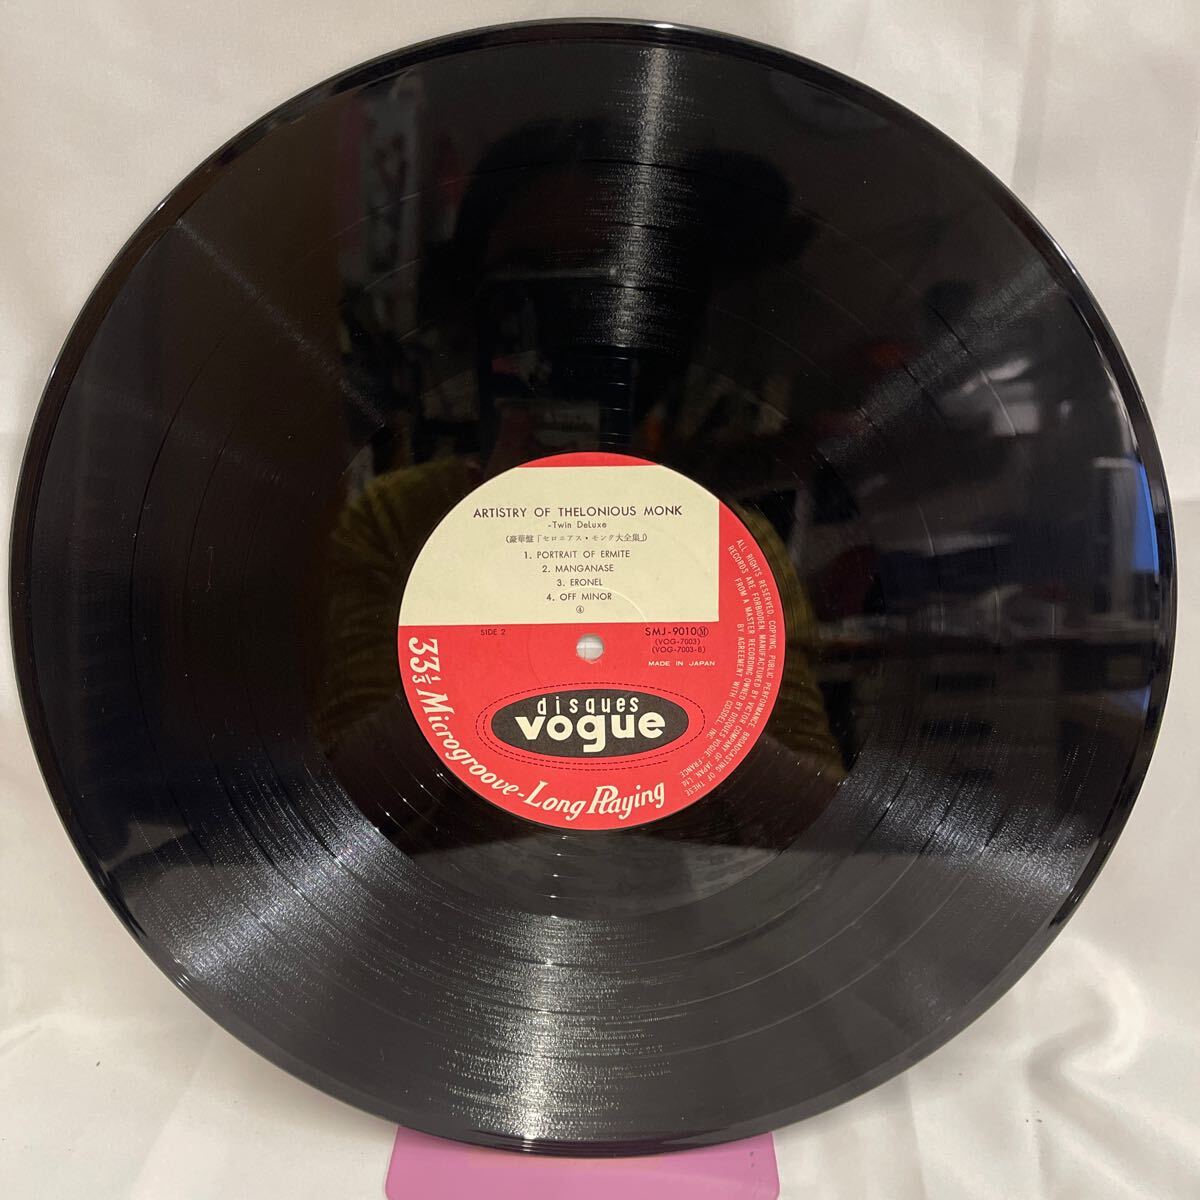 ARTISTRY OF THELONIOUS MONK
-Twin DeLuxe
(豪華盤「セロニアス・モンク大全集」)
1. PORTRAIT OF ERMITE
2. MANGANASE
3. ERONEL
4. OFF MINOR
④
SIDE 2
SMJ-9010Ⓜ
(VOG-7003)
(VOG-7003-B)
MADE IN JAPAN
disques
vogue
33⅓ Microgroove-Long Playing
ALL RIGHTS RESERVED. COPYING, PUBLIC PERFORMANCE, BROADCASTING OF THESE
RECORDS ARE FORBIDDEN. MANUFACTURED BY VICTOR COMPANY OF JAPAN, Ltd.
FROM A MASTER RECORDING OWNED BY DISQUES VOGUE-FRANCE
BY AGREEMENT WITH COSDEL, INC.